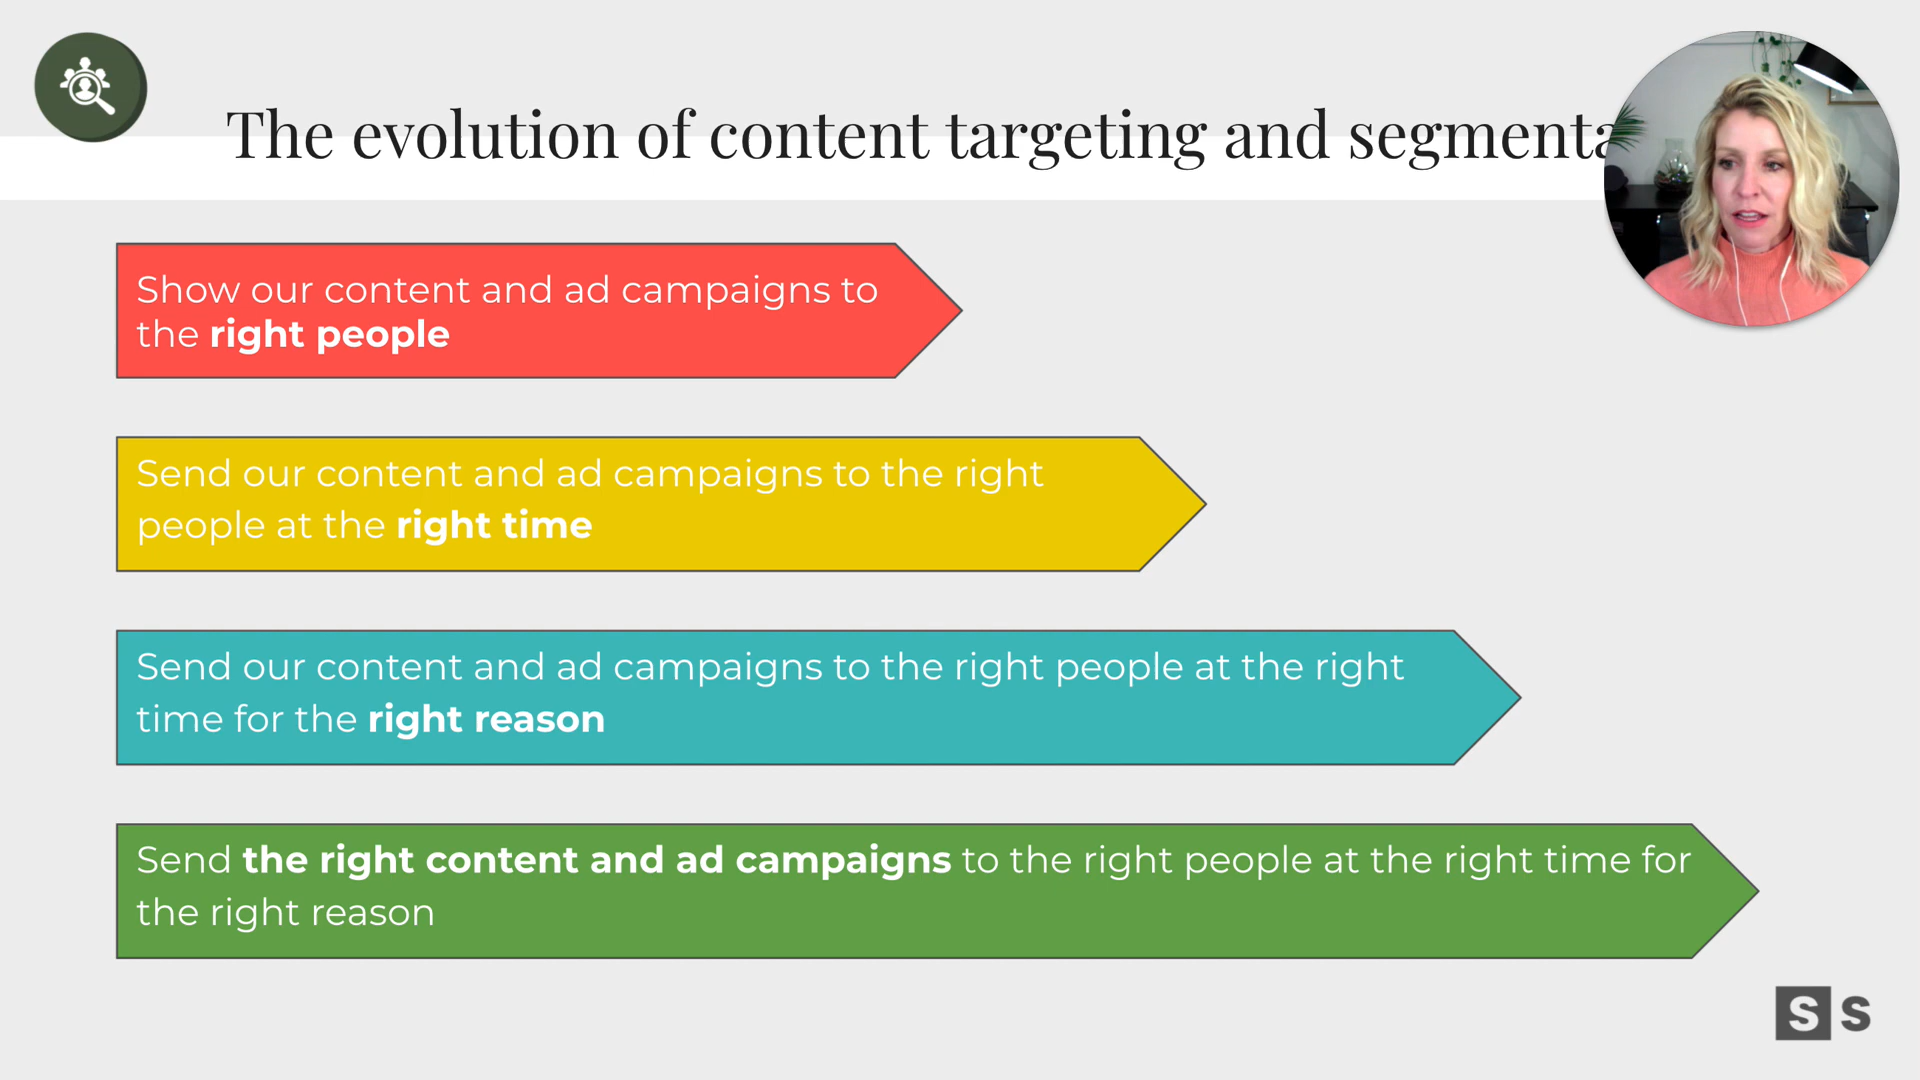 The evolution of content targeting and segmenta
Show our content and ad campaigns to
the right people
Send our content and ad campaigns to the right
people at the right time
Send our content and ad campaigns to the right people at the right
time for the right reason
Send the right content and ad campaigns to the right people at the right time for
the right reason
S S